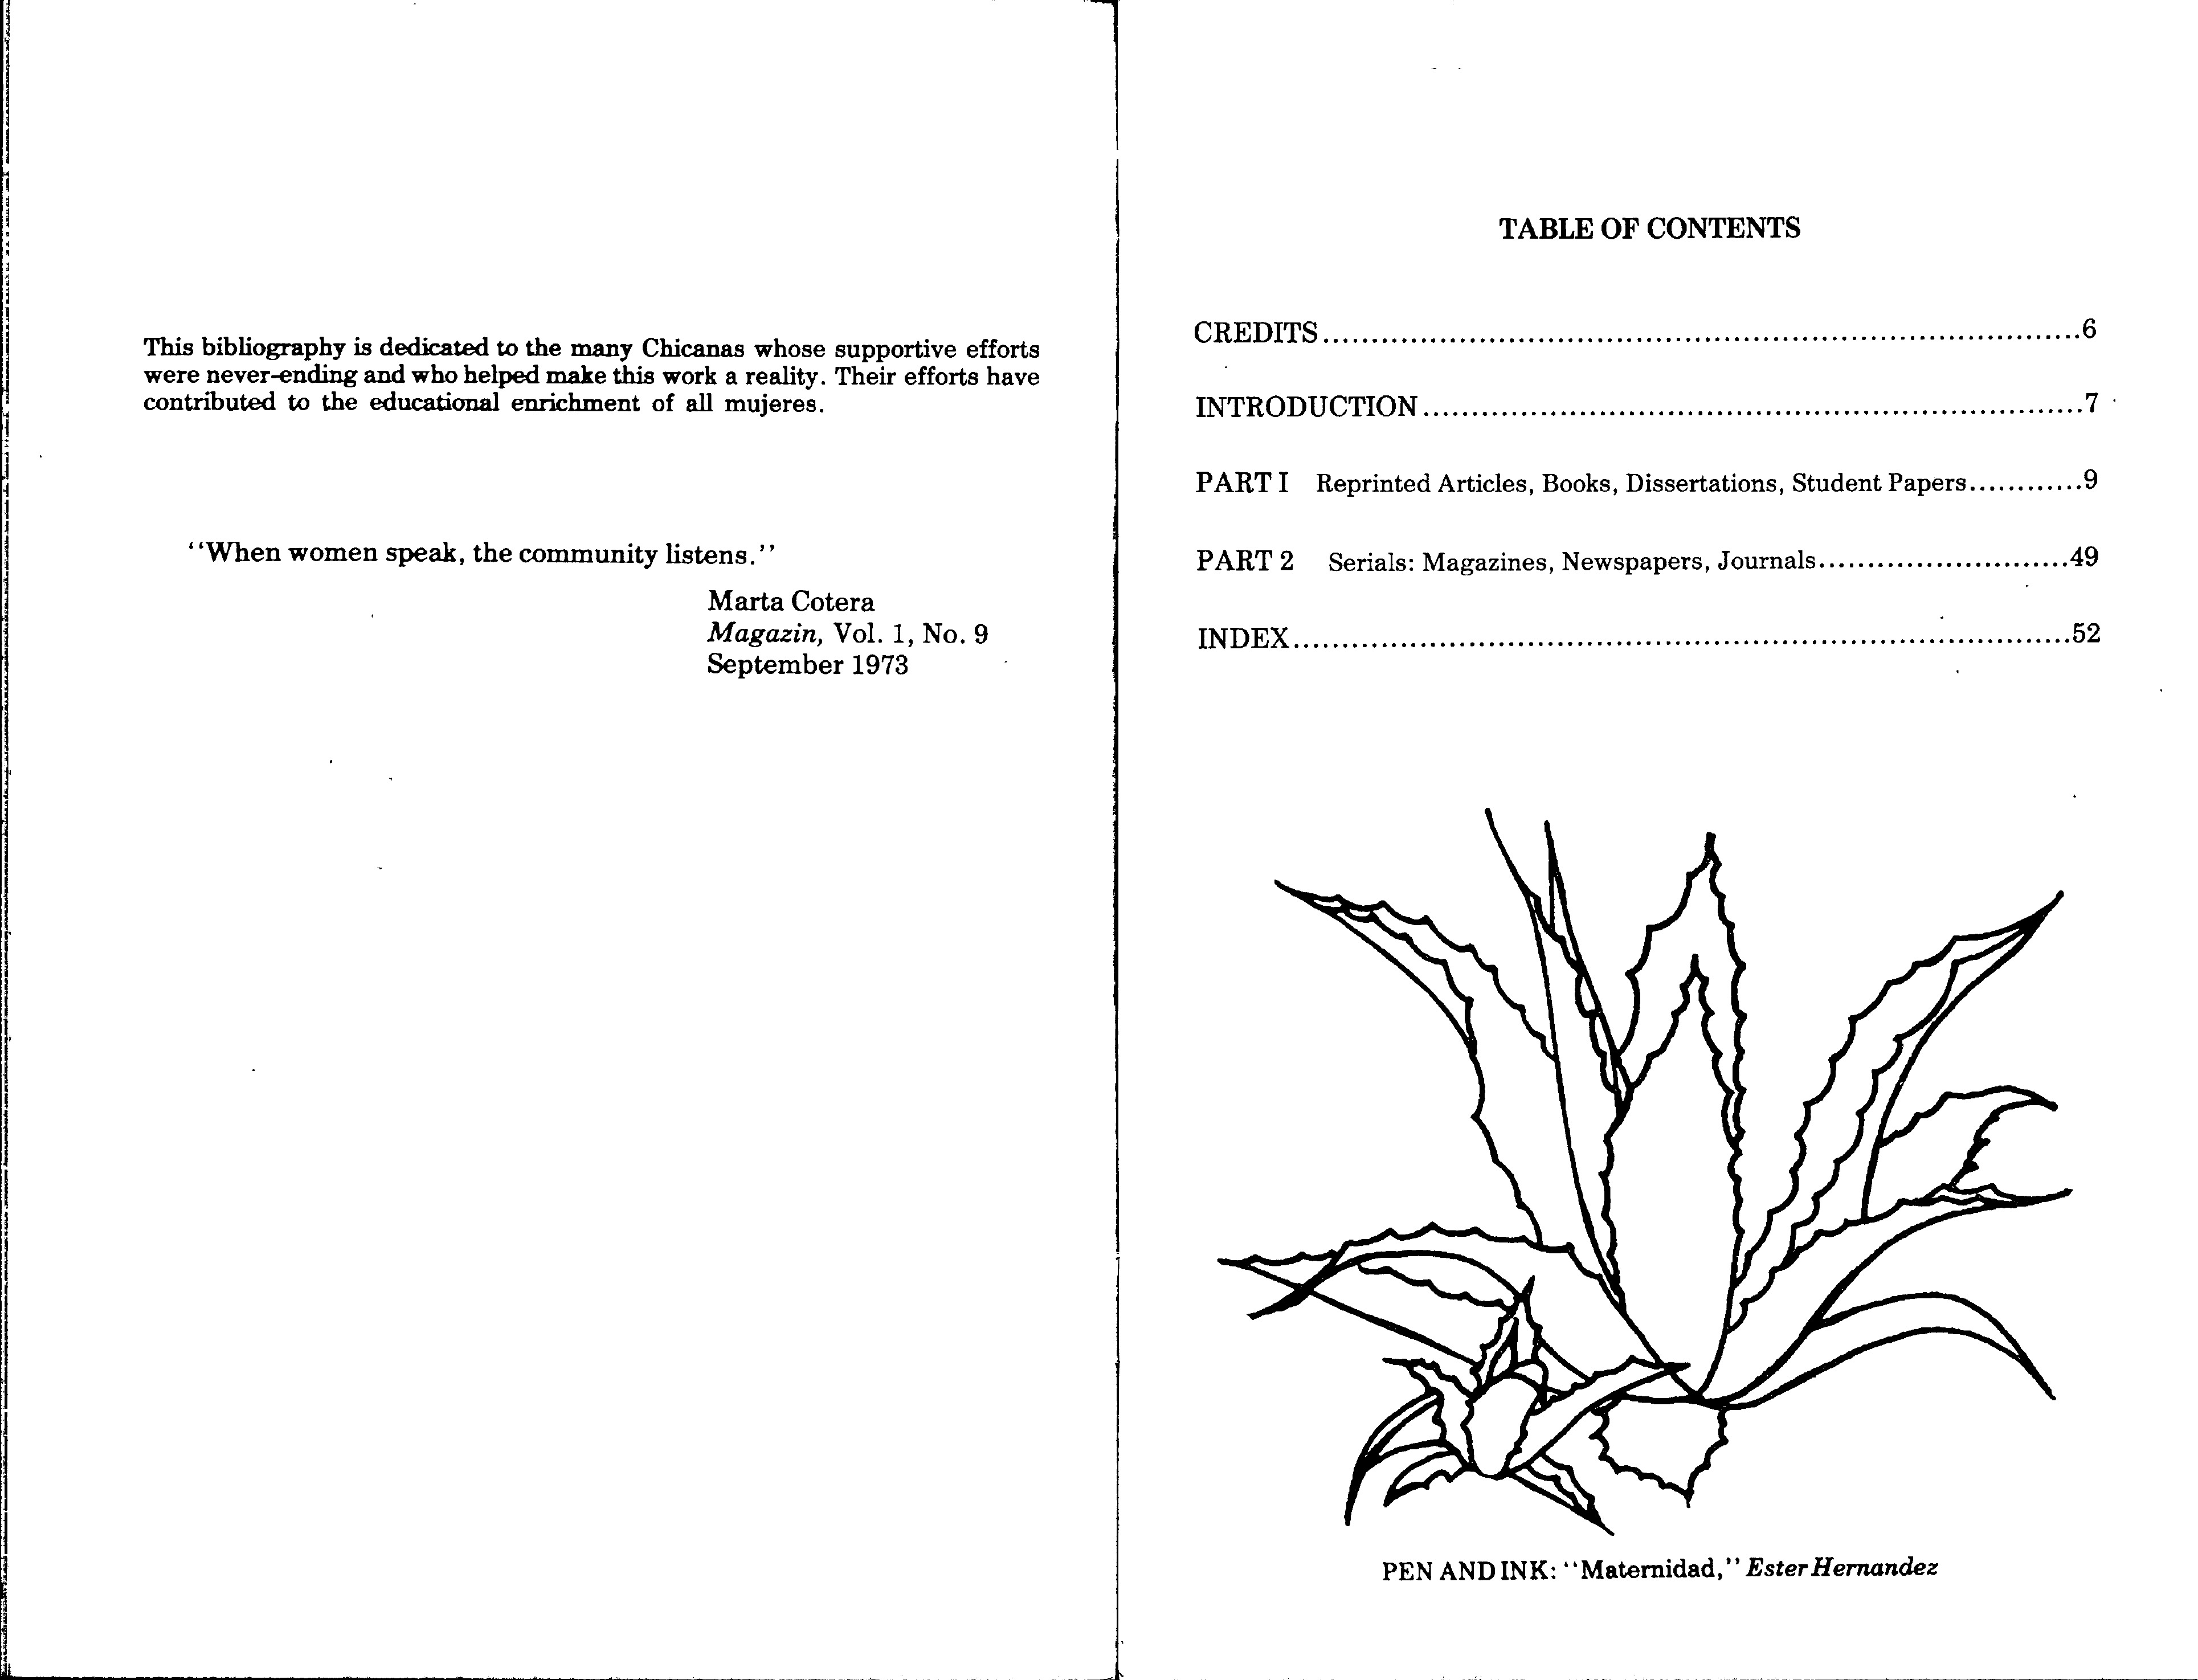 This bibliography is dedicated to the many Chicanas whose supportive efforts
were never-ending and who helped make this work a reality. Their efforts have
contributed to the educational enrichment of all mujeres.
‘‘When women speak, the community listens.’’
Marta Cotera
Magazin, Vol. 1, No. 9
September 1973
TABLE OF CONTENTS
CREDITS..........6
INTRODUCTION..........7
PART I Reprinted Articles, Books, Dissertations, Student Papers..........9
PART 2 Serials: Magazines, Newspapers, Journals..........49
INDEX..........52
PEN AND INK: ‘‘Maternidad,’’ Ester Hernandez